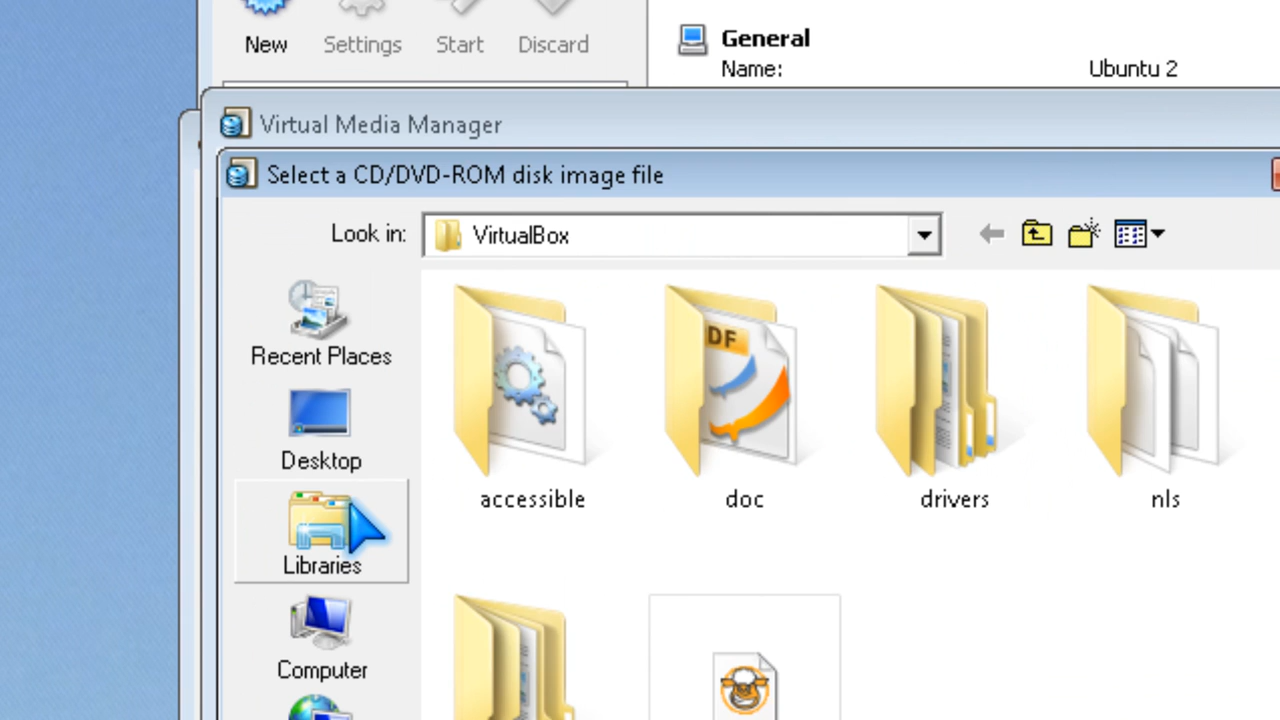 New Settings Start Discard
General
Name: Ubuntu 2
Virtual Media Manager
Select a CD/DVD-ROM disk image file
Look in: VirtualBox
Recent Places
Desktop
Libraries
Computer
DF
accessible doc drivers nls